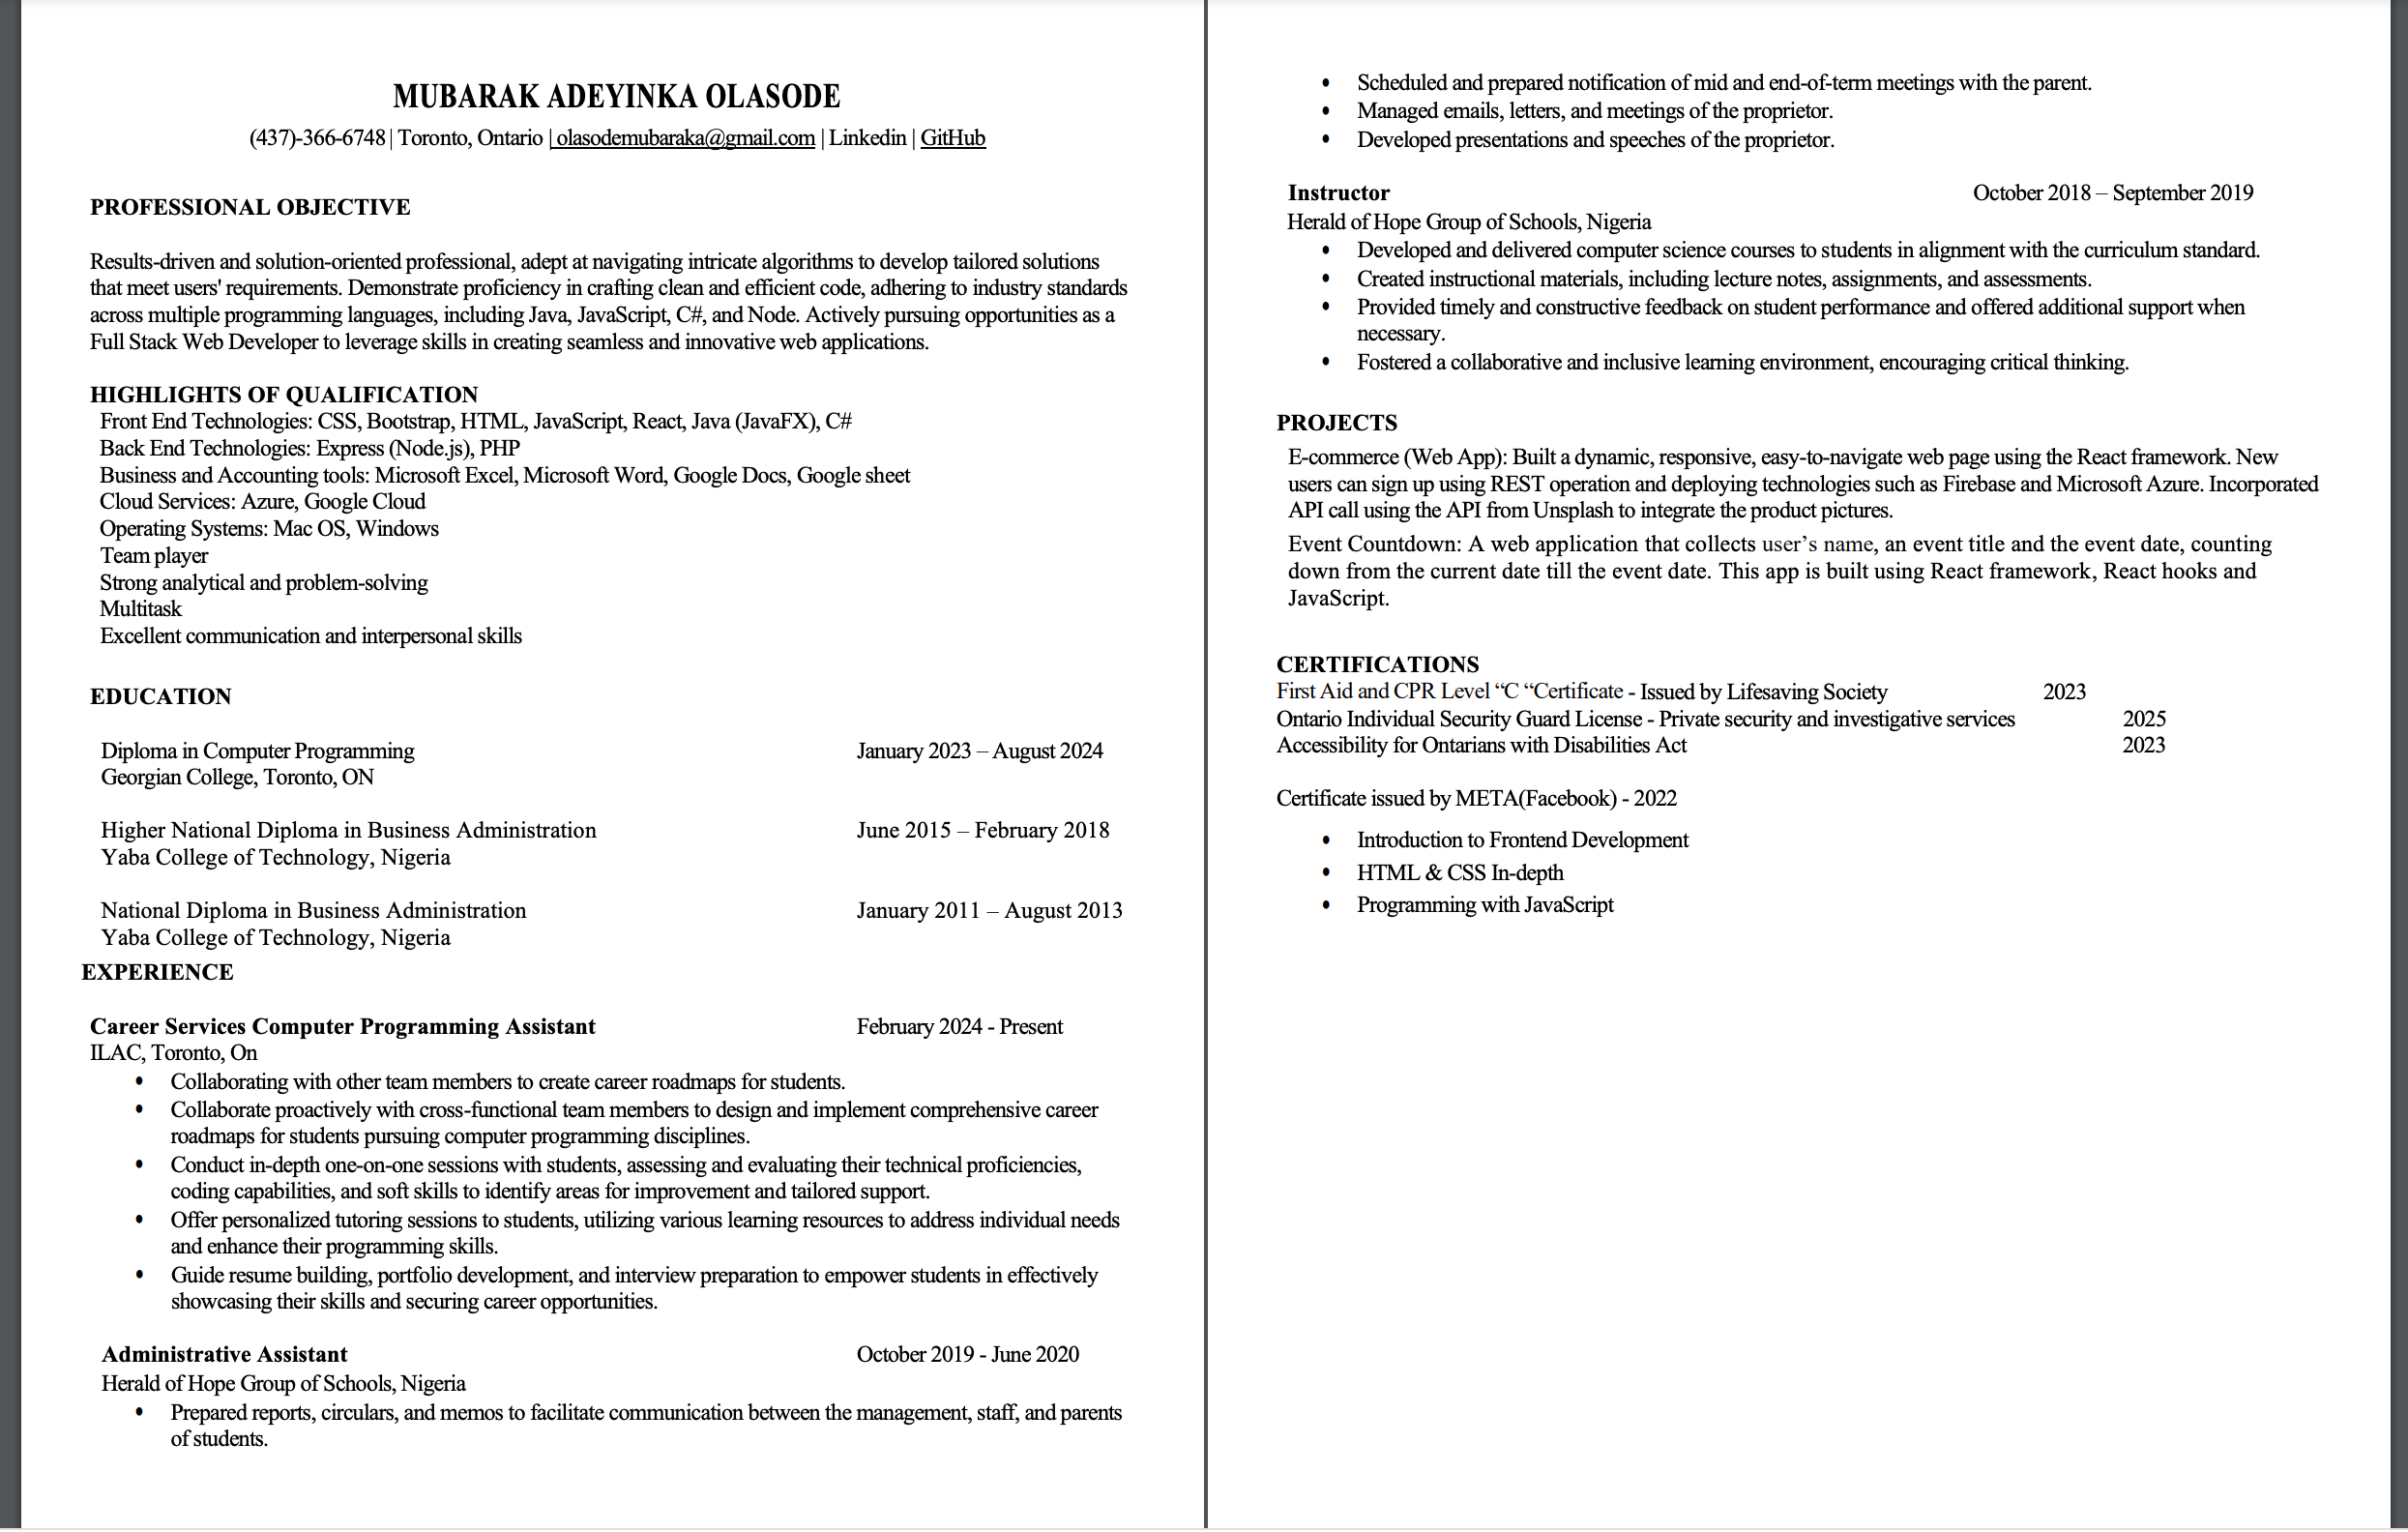 MUBARAK ADEYINKA OLASODE
(437)-366-6748 | Toronto, Ontario | olasodemubaraka@gmail.com | Linkedin | GitHub
PROFESSIONAL OBJECTIVE
Results-driven and solution-oriented professional, adept at navigating intricate algorithms to develop tailored solutions
that meet users' requirements. Demonstrate proficiency in crafting clean and efficient code, adhering to industry standards
across multiple programming languages, including Java, JavaScript, C#, and Node. Actively pursuing opportunities as a
Full Stack Web Developer to leverage skills in creating seamless and innovative web applications.
HIGHLIGHTS OF QUALIFICATION
Front End Technologies: CSS, Bootstrap, HTML, JavaScript, React, Java (JavaFX), C#
Back End Technologies: Express (Node.js), PHP
Business and Accounting tools: Microsoft Excel, Microsoft Word, Google Docs, Google sheet
Cloud Services: Azure, Google Cloud
Operating Systems: Mac OS, Windows
Team player
Strong analytical and problem-solving
Multitask
Excellent communication and interpersonal skills
EDUCATION
Diploma in Computer Programming January 2023 – August 2024
Georgian College, Toronto, ON
Higher National Diploma in Business Administration June 2015 – February 2018
Yaba College of Technology, Nigeria
National Diploma in Business Administration January 2011 – August 2013
Yaba College of Technology, Nigeria
EXPERIENCE
Career Services Computer Programming Assistant February 2024 - Present
ILAC, Toronto, On
• Collaborating with other team members to create career roadmaps for students.
• Collaborate proactively with cross-functional team members to design and implement comprehensive career
roadmaps for students pursuing computer programming disciplines.
• Conduct in-depth one-on-one sessions with students, assessing and evaluating their technical proficiencies,
coding capabilities, and soft skills to identify areas for improvement and tailored support.
• Offer personalized tutoring sessions to students, utilizing various learning resources to address individual needs
and enhance their programming skills.
• Guide resume building, portfolio development, and interview preparation to empower students in effectively
showcasing their skills and securing career opportunities.
Administrative Assistant October 2019 - June 2020
Herald of Hope Group of Schools, Nigeria
• Prepared reports, circulars, and memos to facilitate communication between the management, staff, and parents
of students.
• Scheduled and prepared notification of mid and end-of-term meetings with the parent.
• Managed emails, letters, and meetings of the proprietor.
• Developed presentations and speeches of the proprietor.
Instructor October 2018 – September 2019
Herald of Hope Group of Schools, Nigeria
• Developed and delivered computer science courses to students in alignment with the curriculum standard.
• Created instructional materials, including lecture notes, assignments, and assessments.
• Provided timely and constructive feedback on student performance and offered additional support when
necessary.
• Fostered a collaborative and inclusive learning environment, encouraging critical thinking.
PROJECTS
E-commerce (Web App): Built a dynamic, responsive, easy-to-navigate web page using the React framework. New
users can sign up using REST operation and deploying technologies such as Firebase and Microsoft Azure. Incorporated
API call using the API from Unsplash to integrate the product pictures.
Event Countdown: A web application that collects user’s name, an event title and the event date, counting
down from the current date till the event date. This app is built using React framework, React hooks and
JavaScript.
CERTIFICATIONS
First Aid and CPR Level “C “Certificate - Issued by Lifesaving Society 2023
Ontario Individual Security Guard License - Private security and investigative services 2025
Accessibility for Ontarians with Disabilities Act 2023
Certificate issued by META(Facebook) - 2022
• Introduction to Frontend Development
• HTML & CSS In-depth
• Programming with JavaScript